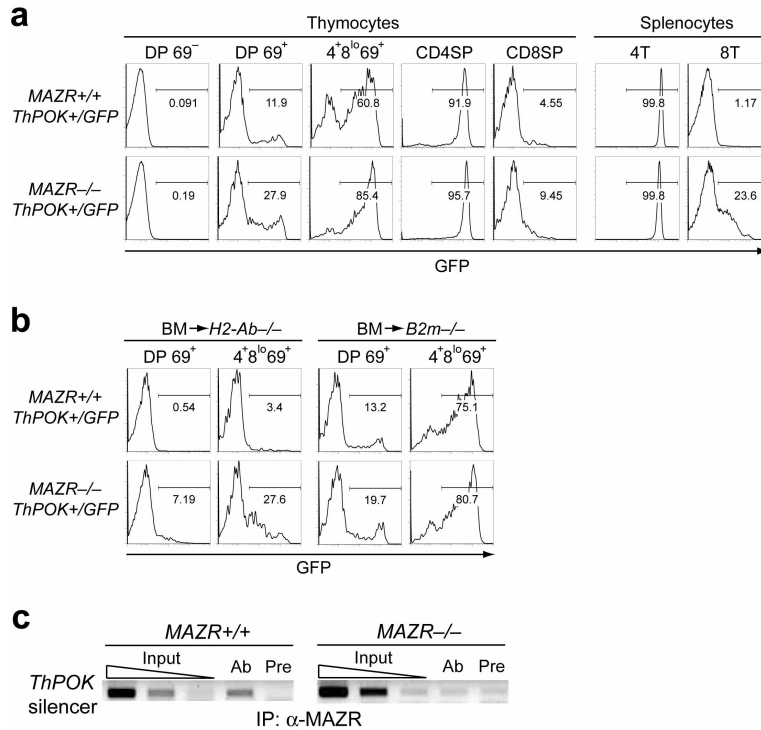 a
Thymocytes Splenocytes
DP 69– DP 69+ 4+8lo69+ CD4SP CD8SP 4T 8T
MAZR+/+
ThPOK+/GFP
0.091 11.9 60.8 91.9 4.55 99.8 1.17
MAZR–/–
ThPOK+/GFP
0.19 27.9 85.4 95.7 9.45 99.8 23.6
GFP
b
BM→H2-Ab–/– BM→B2m–/–
DP 69+ 4+8lo69+ DP 69+ 4+8lo69+
MAZR+/+
ThPOK+/GFP
0.54 3.4 13.2 75.1
MAZR–/–
ThPOK+/GFP
7.19 27.6 19.7 80.7
GFP
c
MAZR+/+ MAZR–/–
Input Ab Pre Input Ab Pre
ThPOK
silencer
IP: α-MAZR